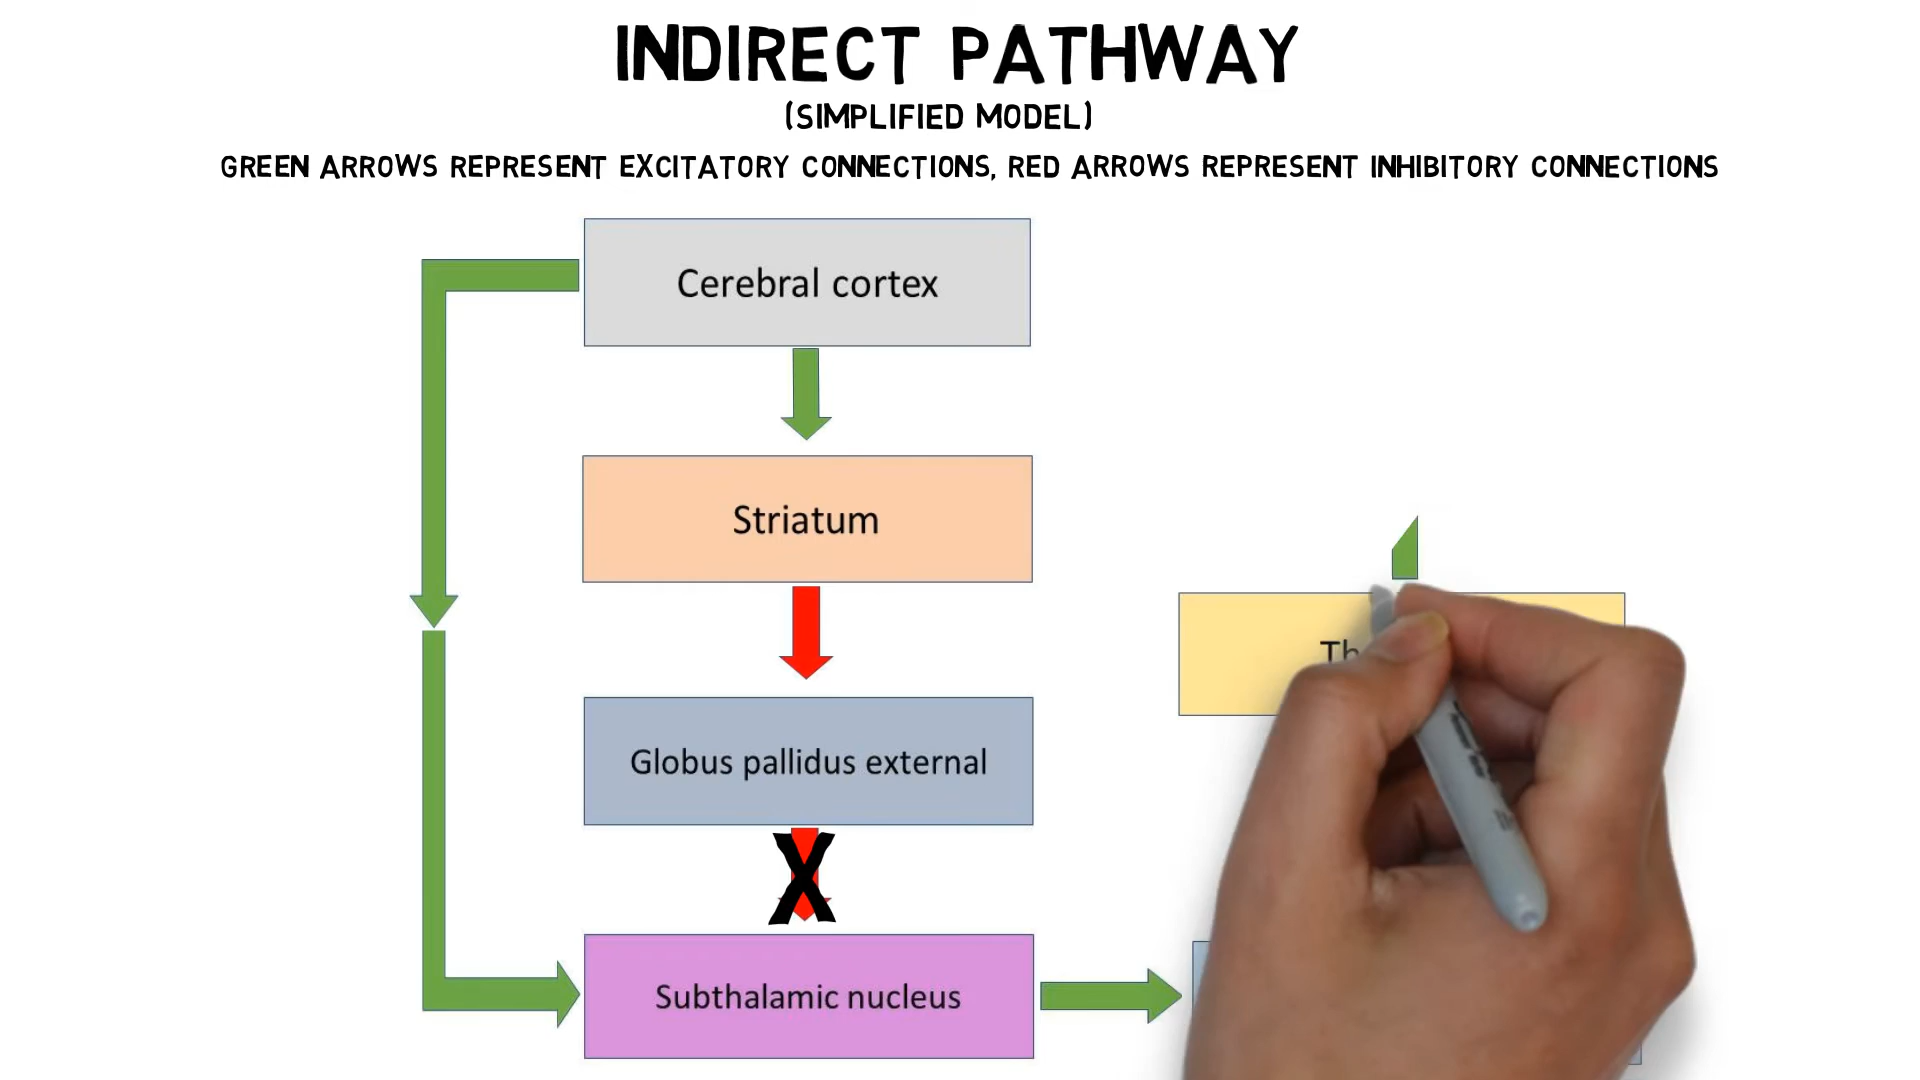 INDIRECT PATHWAY
(SIMPLIFIED MODEL)
GREEN ARROWS REPRESENT EXCITATORY CONNECTIONS, RED ARROWS REPRESENT INHIBITORY CONNECTIONS
Cerebral cortex
Striatum
Globus pallidus external
X
Subthalamic nucleus